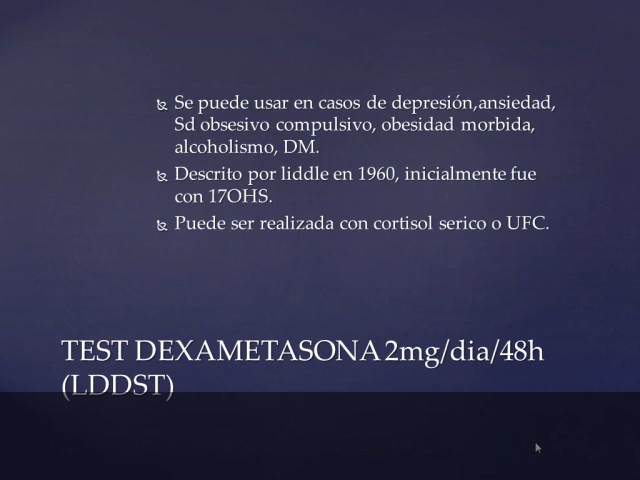 Se puede usar en casos de depresión,ansiedad,
Sd obsesivo compulsivo, obesidad morbida,
alcoholismo, DM.
Descrito por liddle en 1960, inicialmente fue
con 17OHS.
Puede ser realizada con cortisol serico o UFC.
TEST DEXAMETASONA 2mg/dia/48h
(LDDST)